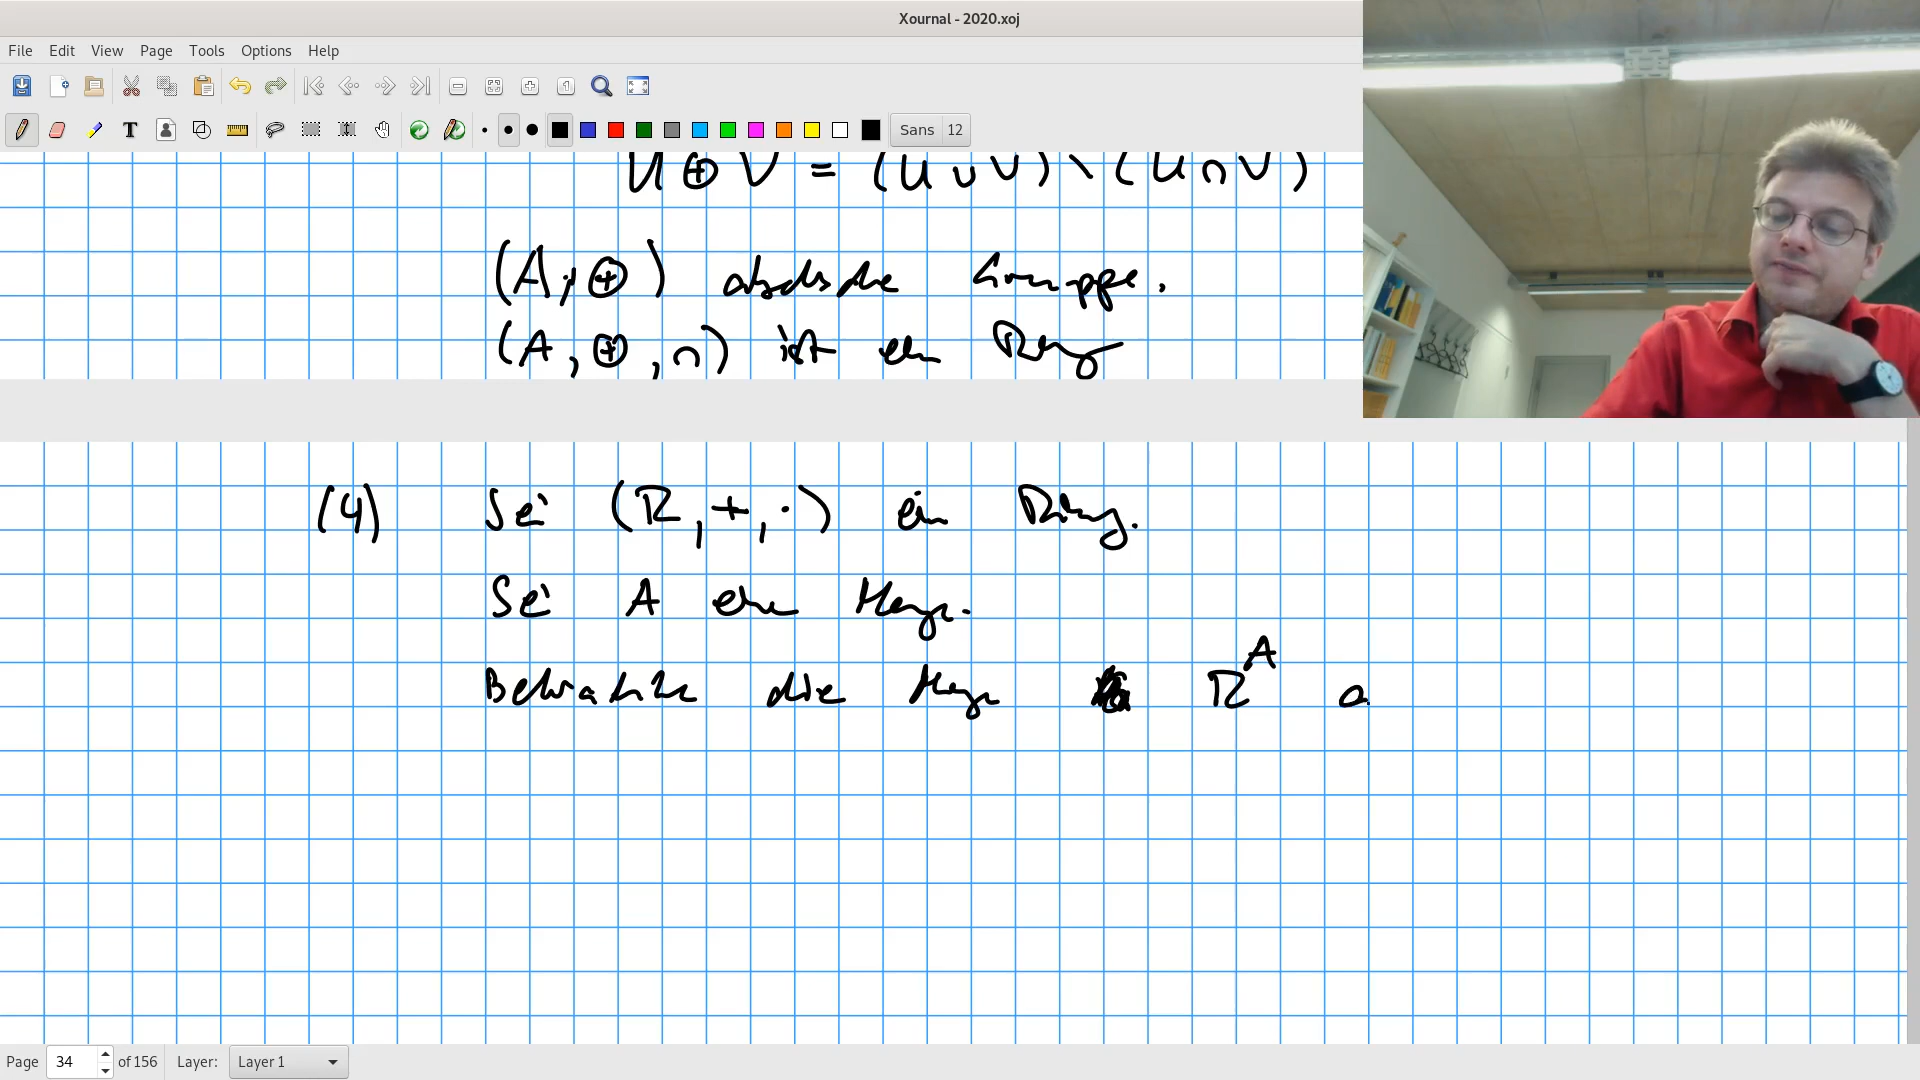 Xournal - 2020.xoj
File Edit View Page Tools Options Help
Sans 12
U ⊕ V = (U ∪ V) \ (U ∩ V)
(A, ⊕) abelsche Gruppe.
(A, ⊕, ∩) ist ein Ring
(4) Sei (R, +, ·) ein Ring.
Sei A eine Menge.
Betrachte die Menge R^A a
Page 34 of 156 Layer: Layer 1